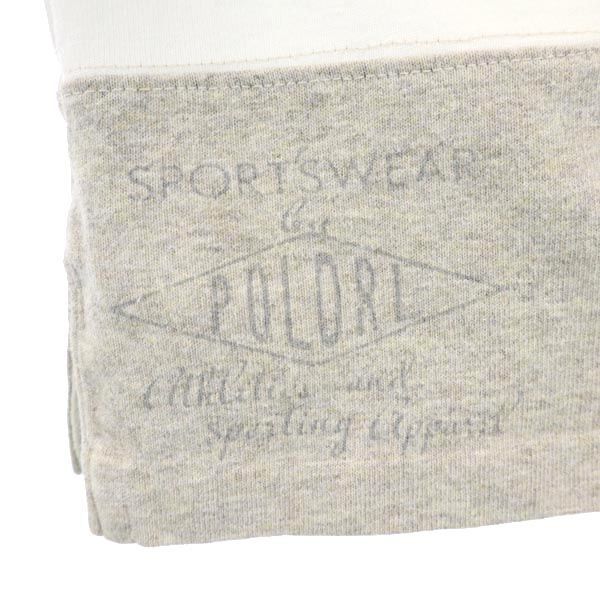 SPORTSWEAR
by
POLORL
Athletic and
Sporting Apparel